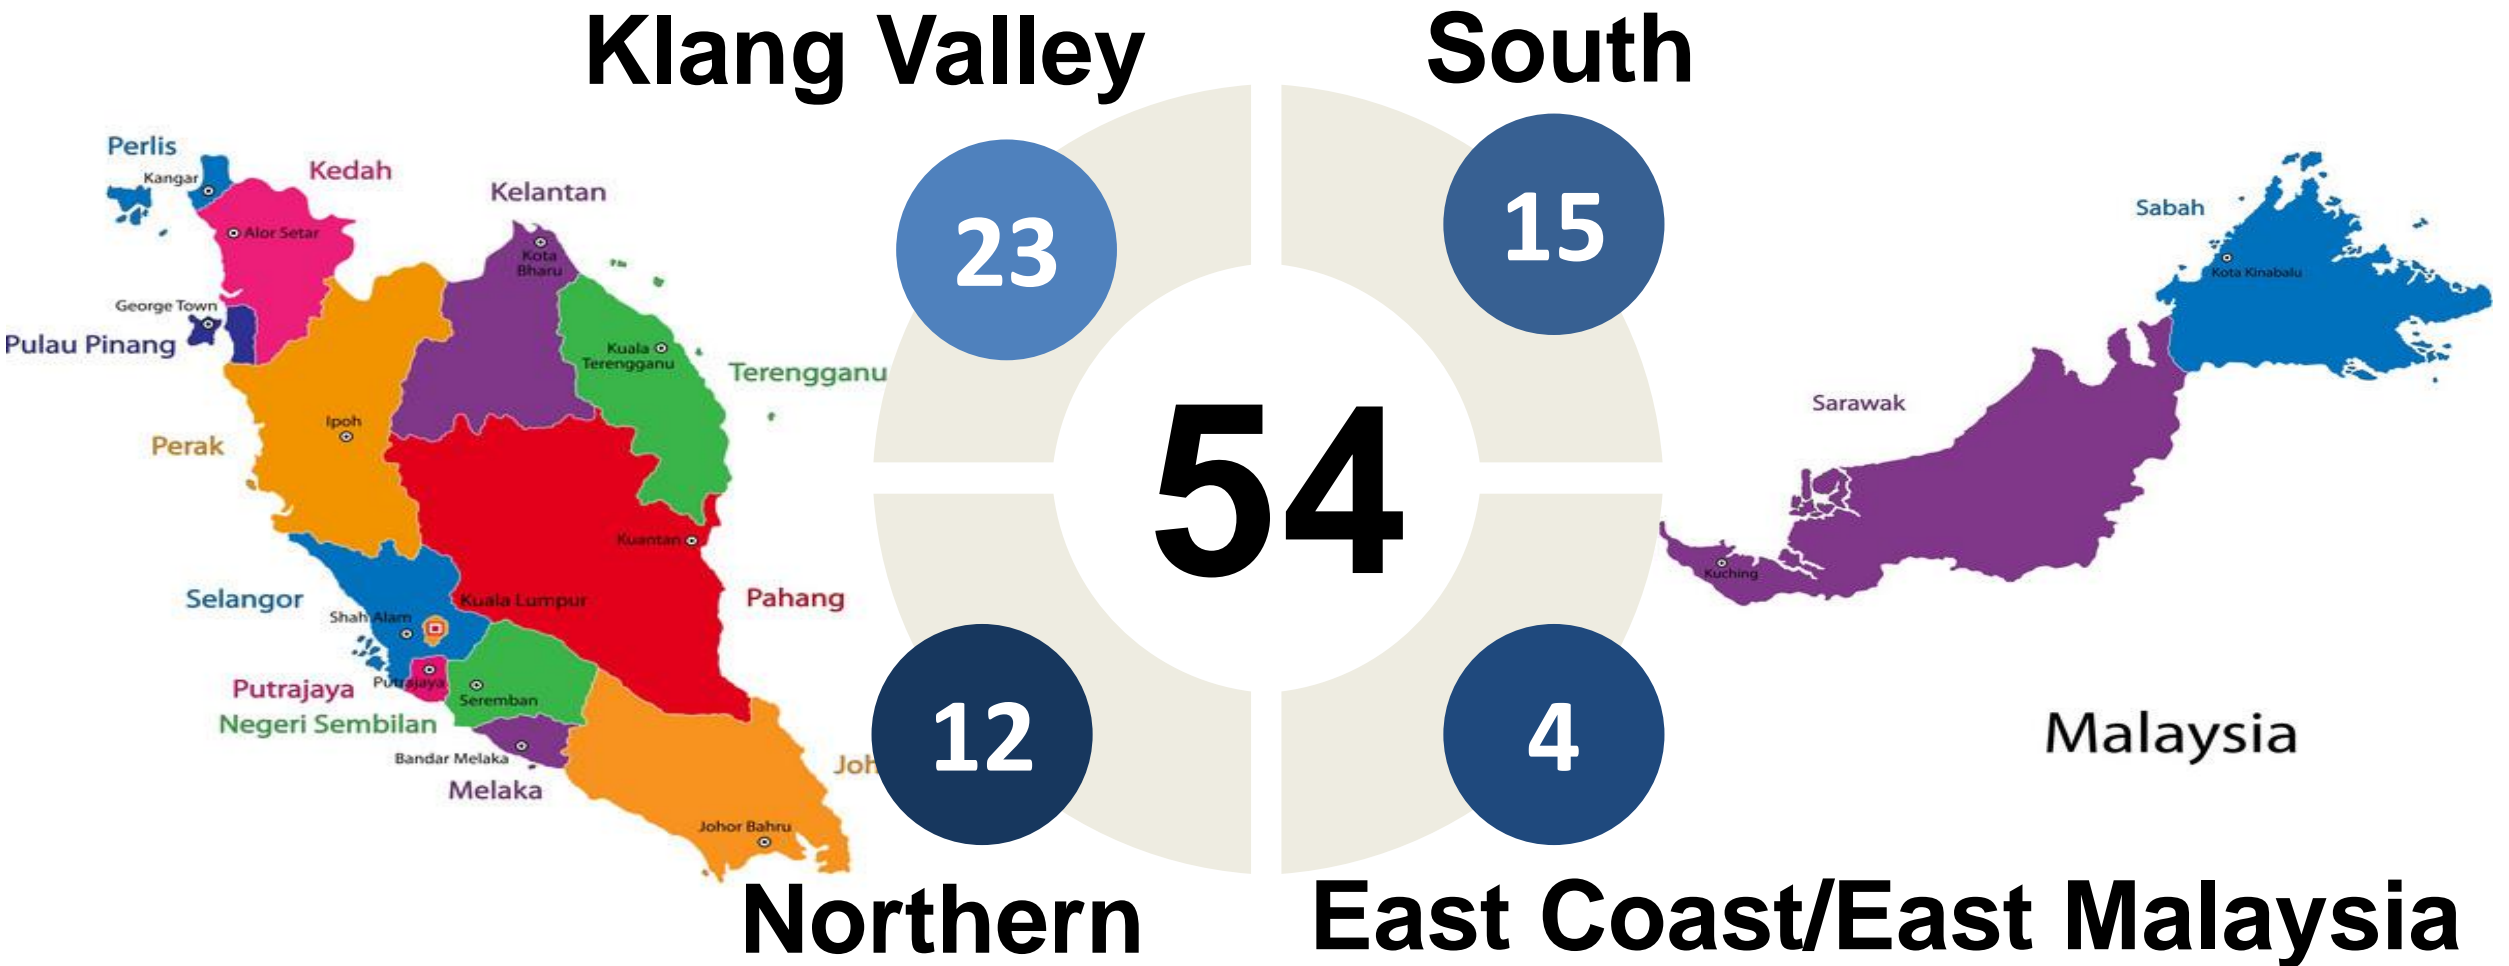 Klang Valley
South
Perlis
Kangar
Kedah
Kelantan
Alor Setar
Kota
Bharu
George Town
Pulau Pinang
Kuala
Terengganu
Terengganu
Ipoh
Perak
Kuantan
Selangor
Kuala Lumpur
Pahang
Shah Alam
Putrajaya
Putrajaya
Seremban
Negeri Sembilan
Bandar Melaka
Melaka
Joh
Johor Bahru
23
15
54
12
4
Sabah
Kota Kinabalu
Sarawak
Kuching
Malaysia
Northern
East Coast/East Malaysia